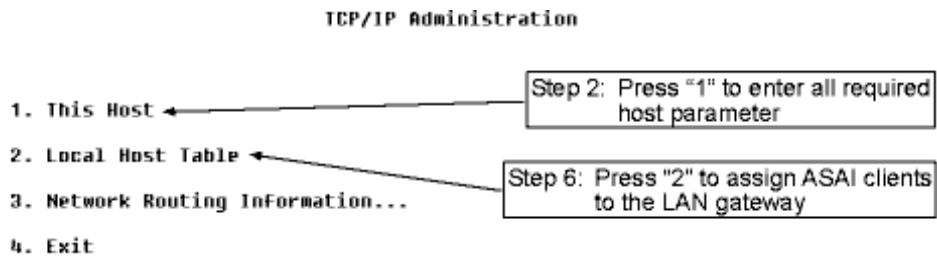 TCP/IP Administration
Step 2: Press "1" to enter all required
host parameter
1. This Host
2. Local Host Table
Step 6: Press "2" to assign ASAI clients
to the LAN gateway
3. Network Routing Information...
4. Exit